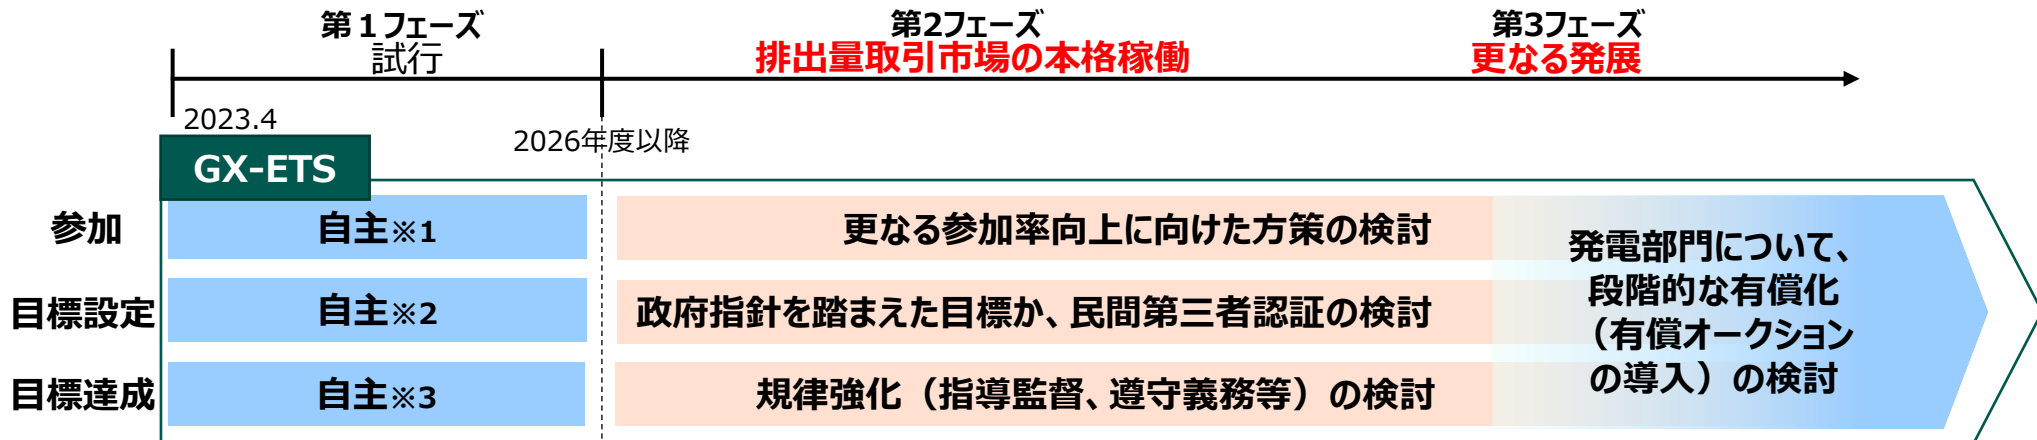 第１フェーズ
試行
第2フェーズ
排出量取引市場の本格稼働
第3フェーズ
更なる発展
2023.4
2026年度以降
GX-ETS
参加
自主※1
更なる参加率向上に向けた方策の検討
目標設定
自主※2
政府指針を踏まえた目標か、民間第三者認証の検討
目標達成
自主※3
規律強化（指導監督、遵守義務等）の検討
発電部門について、
段階的な有償化
（有償オークション
の導入）の検討